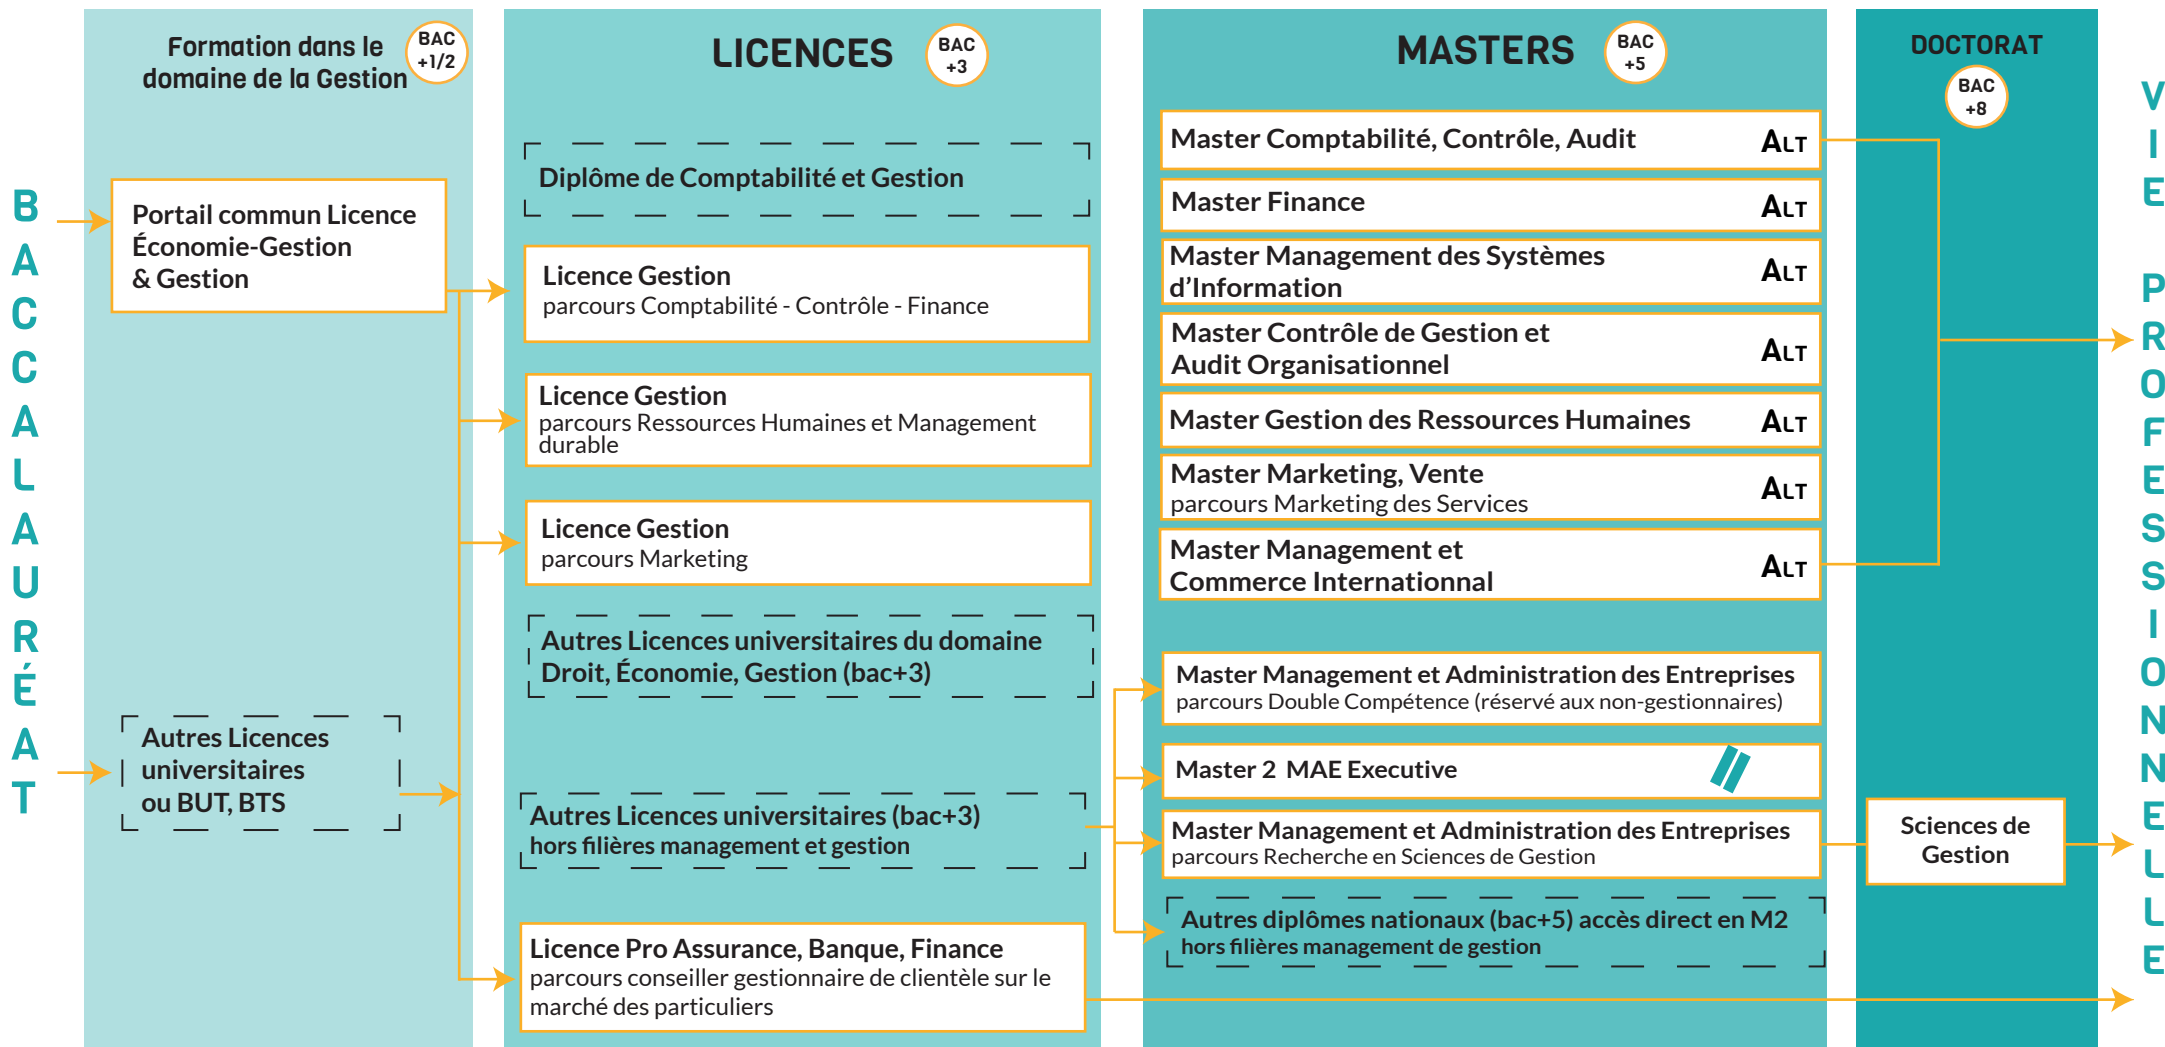 BACCALAURÉAT
Formation dans le
domaine de la Gestion
BAC
+1/2
Portail commun Licence
Économie-Gestion
& Gestion
Autres Licences
universitaires
ou BUT, BTS
LICENCES
BAC
+3
Diplôme de Comptabilité et Gestion
Licence Gestion
parcours Comptabilité - Contrôle - Finance
Licence Gestion
parcours Ressources Humaines et Management
durable
Licence Gestion
parcours Marketing
Autres Licences universitaires du domaine
Droit, Économie, Gestion (bac+3)
Autres Licences universitaires (bac+3)
hors filières management et gestion
Licence Pro Assurance, Banque, Finance
parcours conseiller gestionnaire de clientèle sur le
marché des particuliers
MASTERS
BAC
+5
Master Comptabilité, Contrôle, Audit ALT
Master Finance ALT
Master Management des Systèmes
d'Information ALT
Master Contrôle de Gestion et
Audit Organisationnel ALT
Master Gestion des Ressources Humaines ALT
Master Marketing, Vente
parcours Marketing des Services ALT
Master Management et
Commerce Internationnal ALT
Master Management et Administration des Entreprises
parcours Double Compétence (réservé aux non-gestionnaires)
Master 2 MAE Executive
Master Management et Administration des Entreprises
parcours Recherche en Sciences de Gestion
Autres diplômes nationaux (bac+5) accès direct en M2
hors filières management de gestion
DOCTORAT
BAC
+8
Sciences de
Gestion
VIE PROFESSIONNELLE